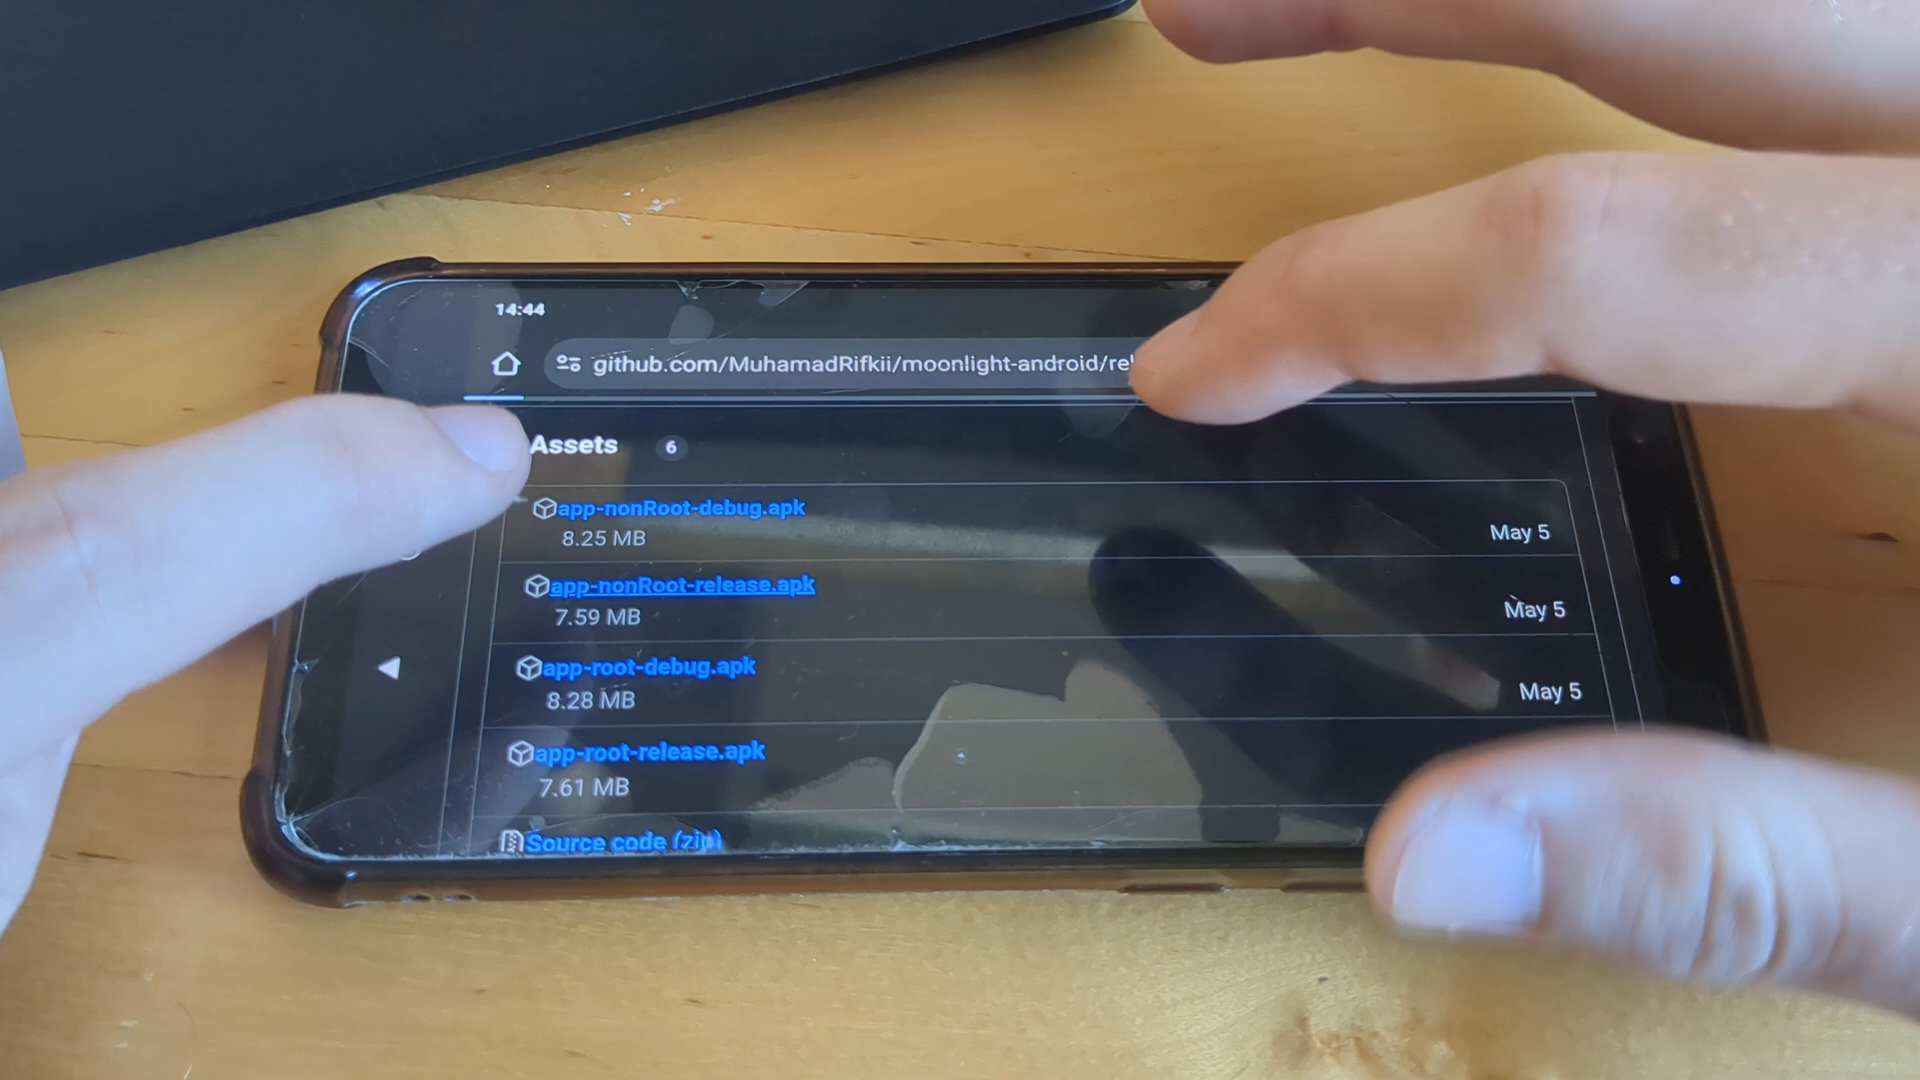 14:44
github.com/MuhamadRifkii/moonlight-android/rel
Assets 6
app-nonRoot-debug.apk
8.25 MB
May 5
app-nonRoot-release.apk
7.59 MB
May 5
app-root-debug.apk
8.28 MB
May 5
app-root-release.apk
7.61 MB
Source code (zip)